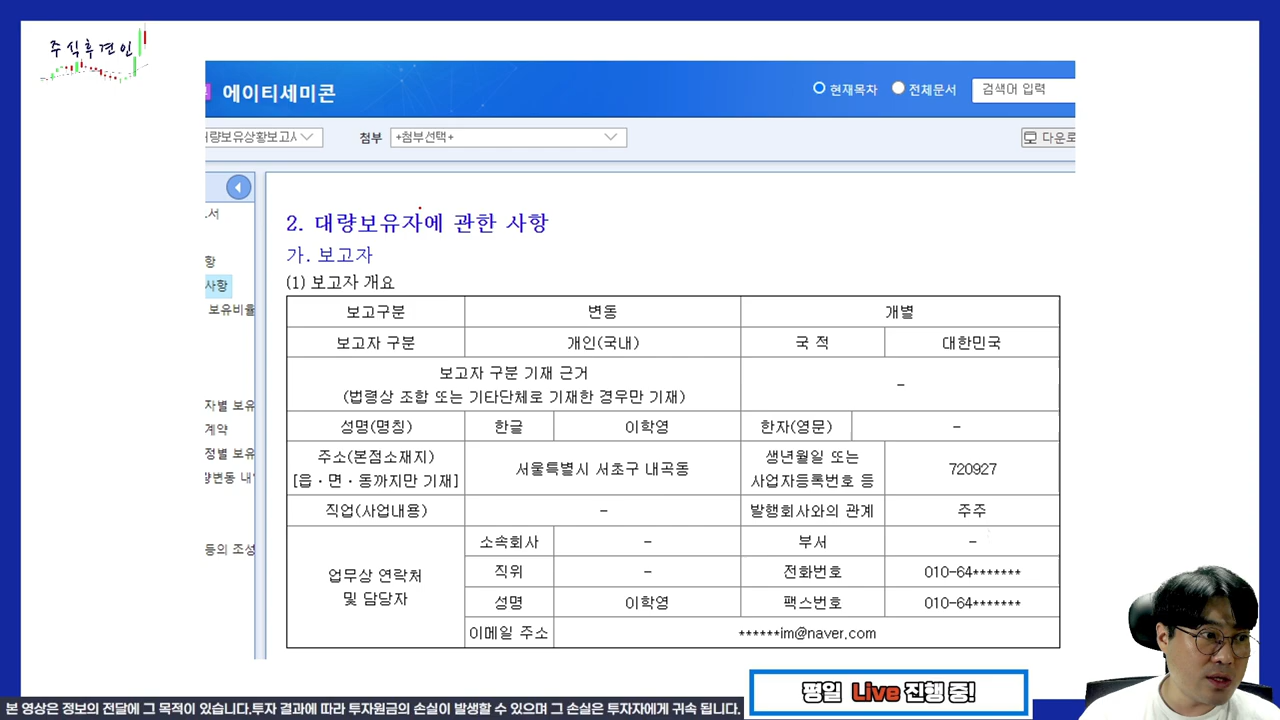 주식후견인
에이티세미콘
현재목차 전체문서 검색어 입력
대량보유상황보고서 첨부 +첨부선택+ 다운로
2. 대량보유자에 관한 사항
가. 보고자
(1) 보고자 개요
보고구분 변동 개별
보고자 구분 개인(국내) 국 적 대한민국
보고자 구분 기재 근거
(법령상 조합 또는 기타단체로 기재한 경우만 기재) -
성명(명칭) 한글 이학영 한자(영문) -
주소(본점소재지)
[읍·면·동까지만 기재] 서울특별시 서초구 내곡동 생년월일 또는
사업자등록번호 등 720927
직업(사업내용) - 발행회사와의 관계 주주
업무상 연락처
및 담당자
소속회사 - 부서 -
직위 - 전화번호 010-64*******
성명 이학영 팩스번호 010-64*******
이메일 주소 ******im@naver.com
서
항
사항
보유비율
자별 보유
계약
정별 보유
량변동 내
등의 조성
평일 Live 진행 중!
본 영상은 정보의 전달에 그 목적이 있습니다.투자 결과에 따라 투자원금의 손실이 발생할 수 있으며 그 손실은 투자자에게 귀속 됩니다.